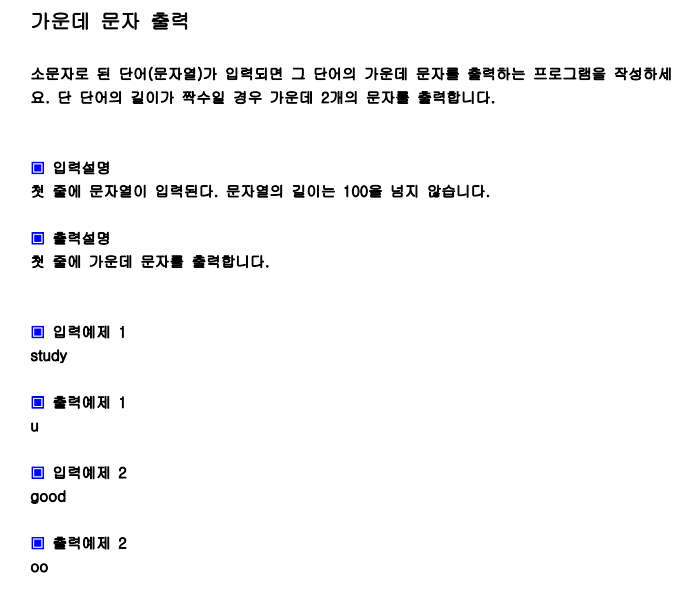 가운데 문자 출력
소문자로 된 단어(문자열)가 입력되면 그 단어의 가운데 문자를 출력하는 프로그램을 작성하세
요. 단 단어의 길이가 짝수일 경우 가운데 2개의 문자를 출력합니다.
▣ 입력설명
첫 줄에 문자열이 입력된다. 문자열의 길이는 100을 넘지 않습니다.
▣ 출력설명
첫 줄에 가운데 문자를 출력합니다.
▣ 입력예제 1
study
▣ 출력예제 1
u
▣ 입력예제 2
good
▣ 출력예제 2
oo